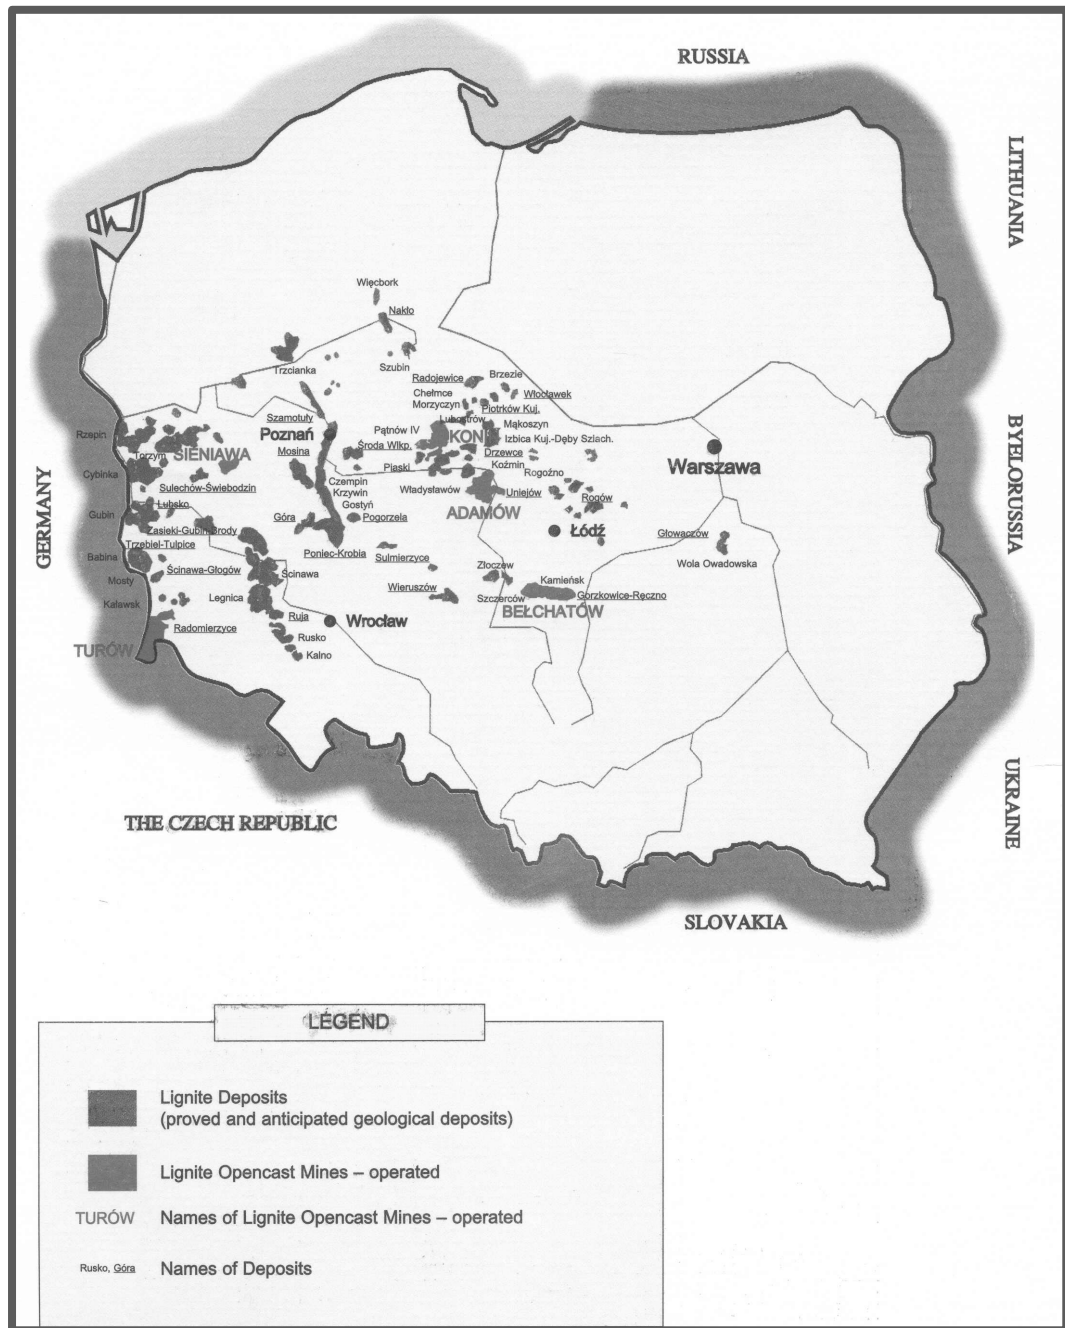 RUSSIA
LITHUANIA
Więcbork
Nakło
Szubin
Trzcianka
Radojewice
Brzezie
Chełmce
Włocławek
Morzyczyn
Piotrków Kuj.
Szamotuły
Lubostrów
Mąkoszyn
Rzepin
Poznań
Pątnów IV
KONIN
Izbica Kuj.-Dęby Szlach.
BYELORUSSIA
Torzym
SIENIAWA
Mosina
Środa Wlkp.
Drzewce
Warszawa
Cybinka
Piaski
Koźmin
Rogoźno
GERMANY
Sulechów-Świebodzin
Czempin
Krzywin
Władysławów
Uniejów
Rogów
Lubsko
Gostyń
Gubin
Góra
Pogorzela
ADAMÓW
Łódź
Zasieki-Gubin-Brody
Głowaczów
Trzebiel-Tulpice
Poniec-Krobia
Babina
Sulmierzyce
Wola Owadowska
Ścinawa-Głogów
Ścinawa
Złoczew
Kamieńsk
Mosty
Wieruszów
Legnica
Szczerców
Gorzkowice-Ręczno
Kaławsk
BEŁCHATÓW
Ruja
Radomierzyce
Wrocław
Rusko
TURÓW
Kalno
UKRAINE
THE CZECH REPUBLIC
SLOVAKIA
LEGEND
Lignite Deposits
(proved and anticipated geological deposits)
Lignite Opencast Mines – operated
TURÓW Names of Lignite Opencast Mines – operated
Rusko, Góra Names of Deposits